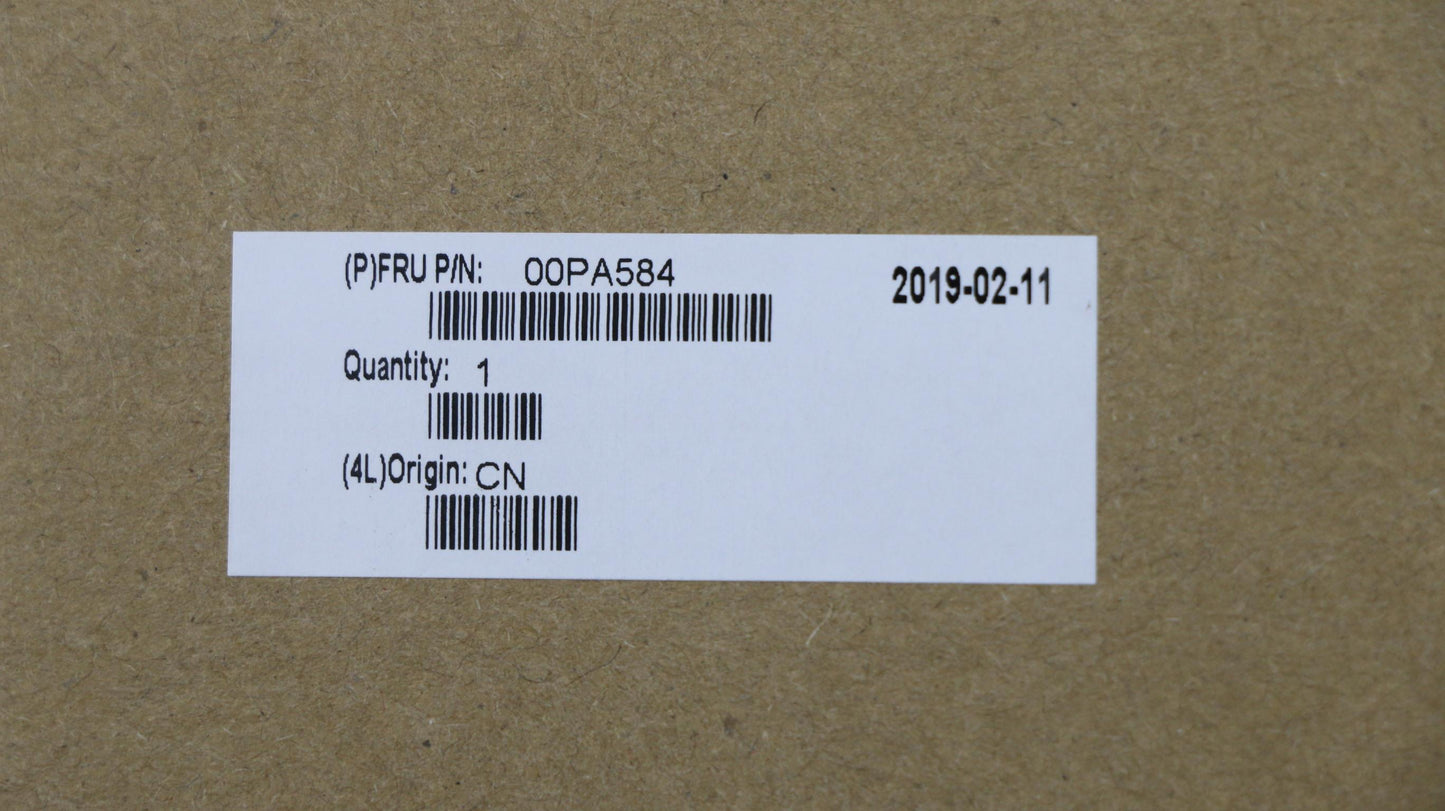 (P)FRU P/N: 00PA584
2019-02-11
Quantity: 1
(4L)Origin: CN